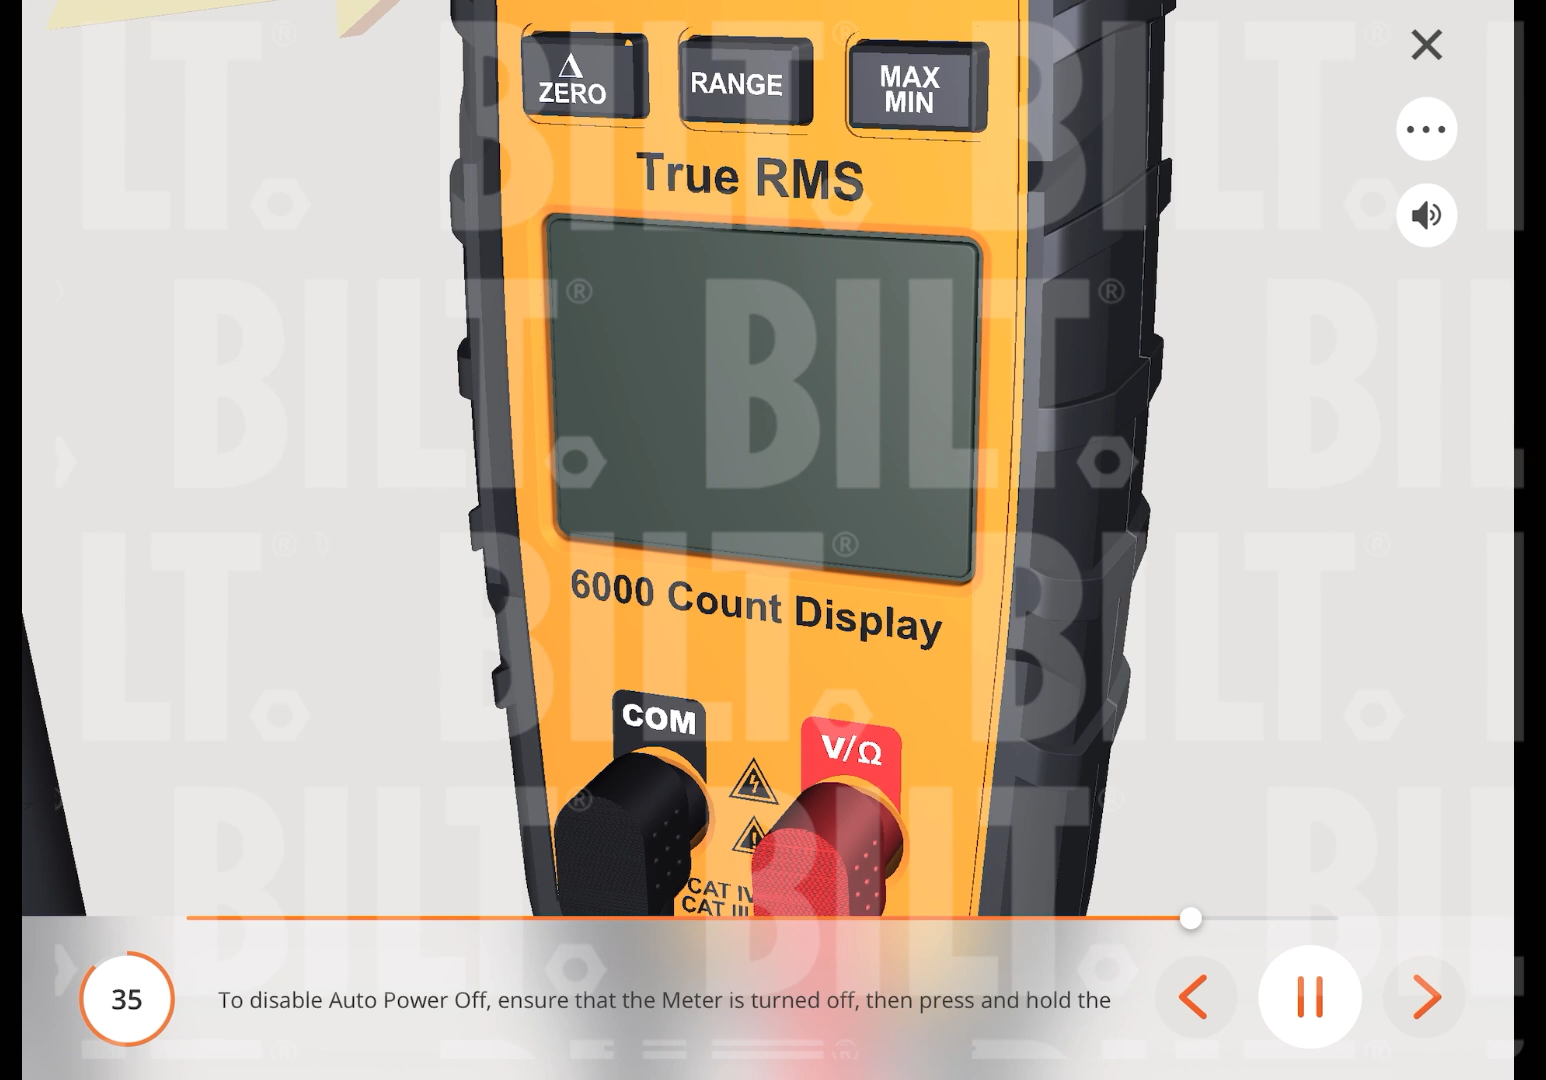 Δ
ZERO
RANGE
MAX
MIN
True RMS
6000 Count Display
COM
V/Ω
CAT IV
CAT III
BILT.®
35
To disable Auto Power Off, ensure that the Meter is turned off, then press and hold the